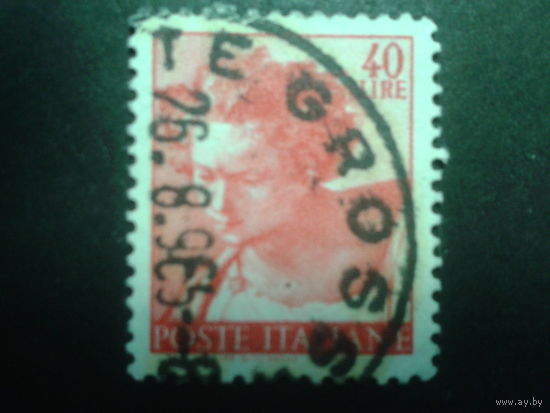 40
LIRE
TE GROSS
26.8.965-8
POSTE ITALIANE
www.ay.by